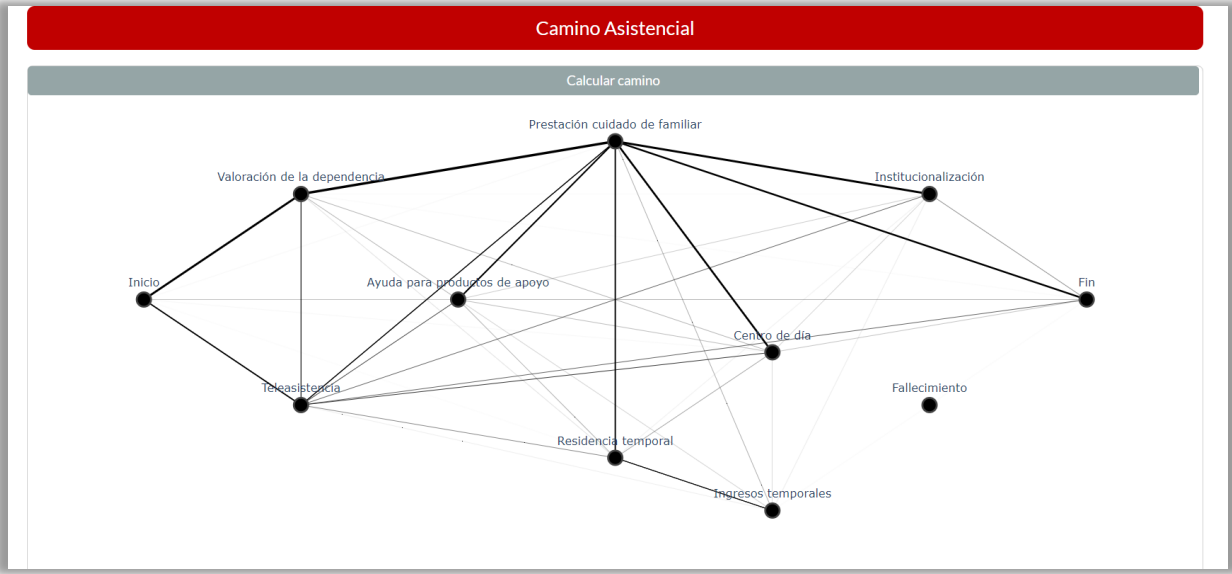 Camino Asistencial
Calcular camino
Prestación cuidado de familiar
Valoración de la dependencia
Institucionalización
Inicio
Ayuda para productos de apoyo
Fin
Centro de día
Teleasistencia
Fallecimiento
Residencia temporal
Ingresos temporales